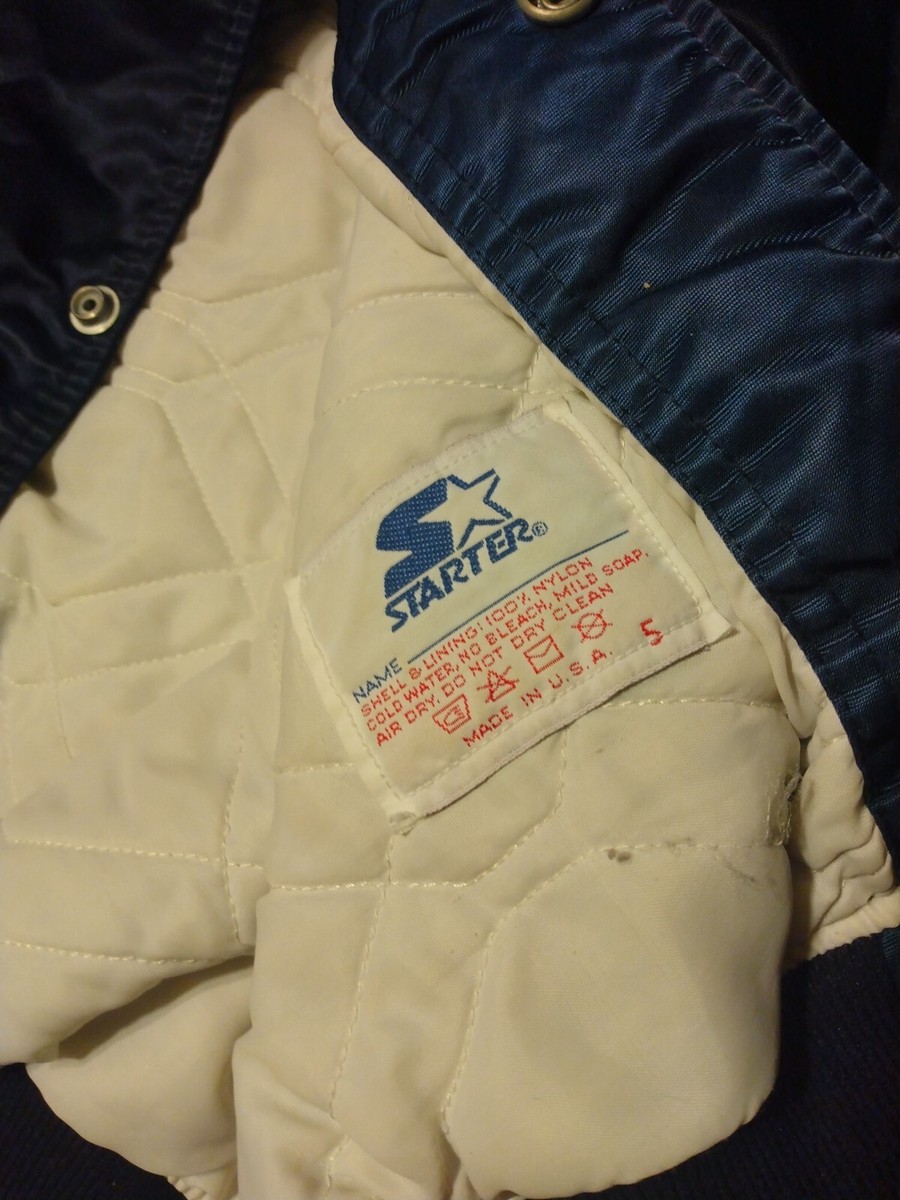 STARTER®
NAME
SHELL & LINING: 100% NYLON
COLD WATER, NO BLEACH, MILD SOAP.
AIR DRY. DO NOT DRY CLEAN
MADE IN U.S.A. 5